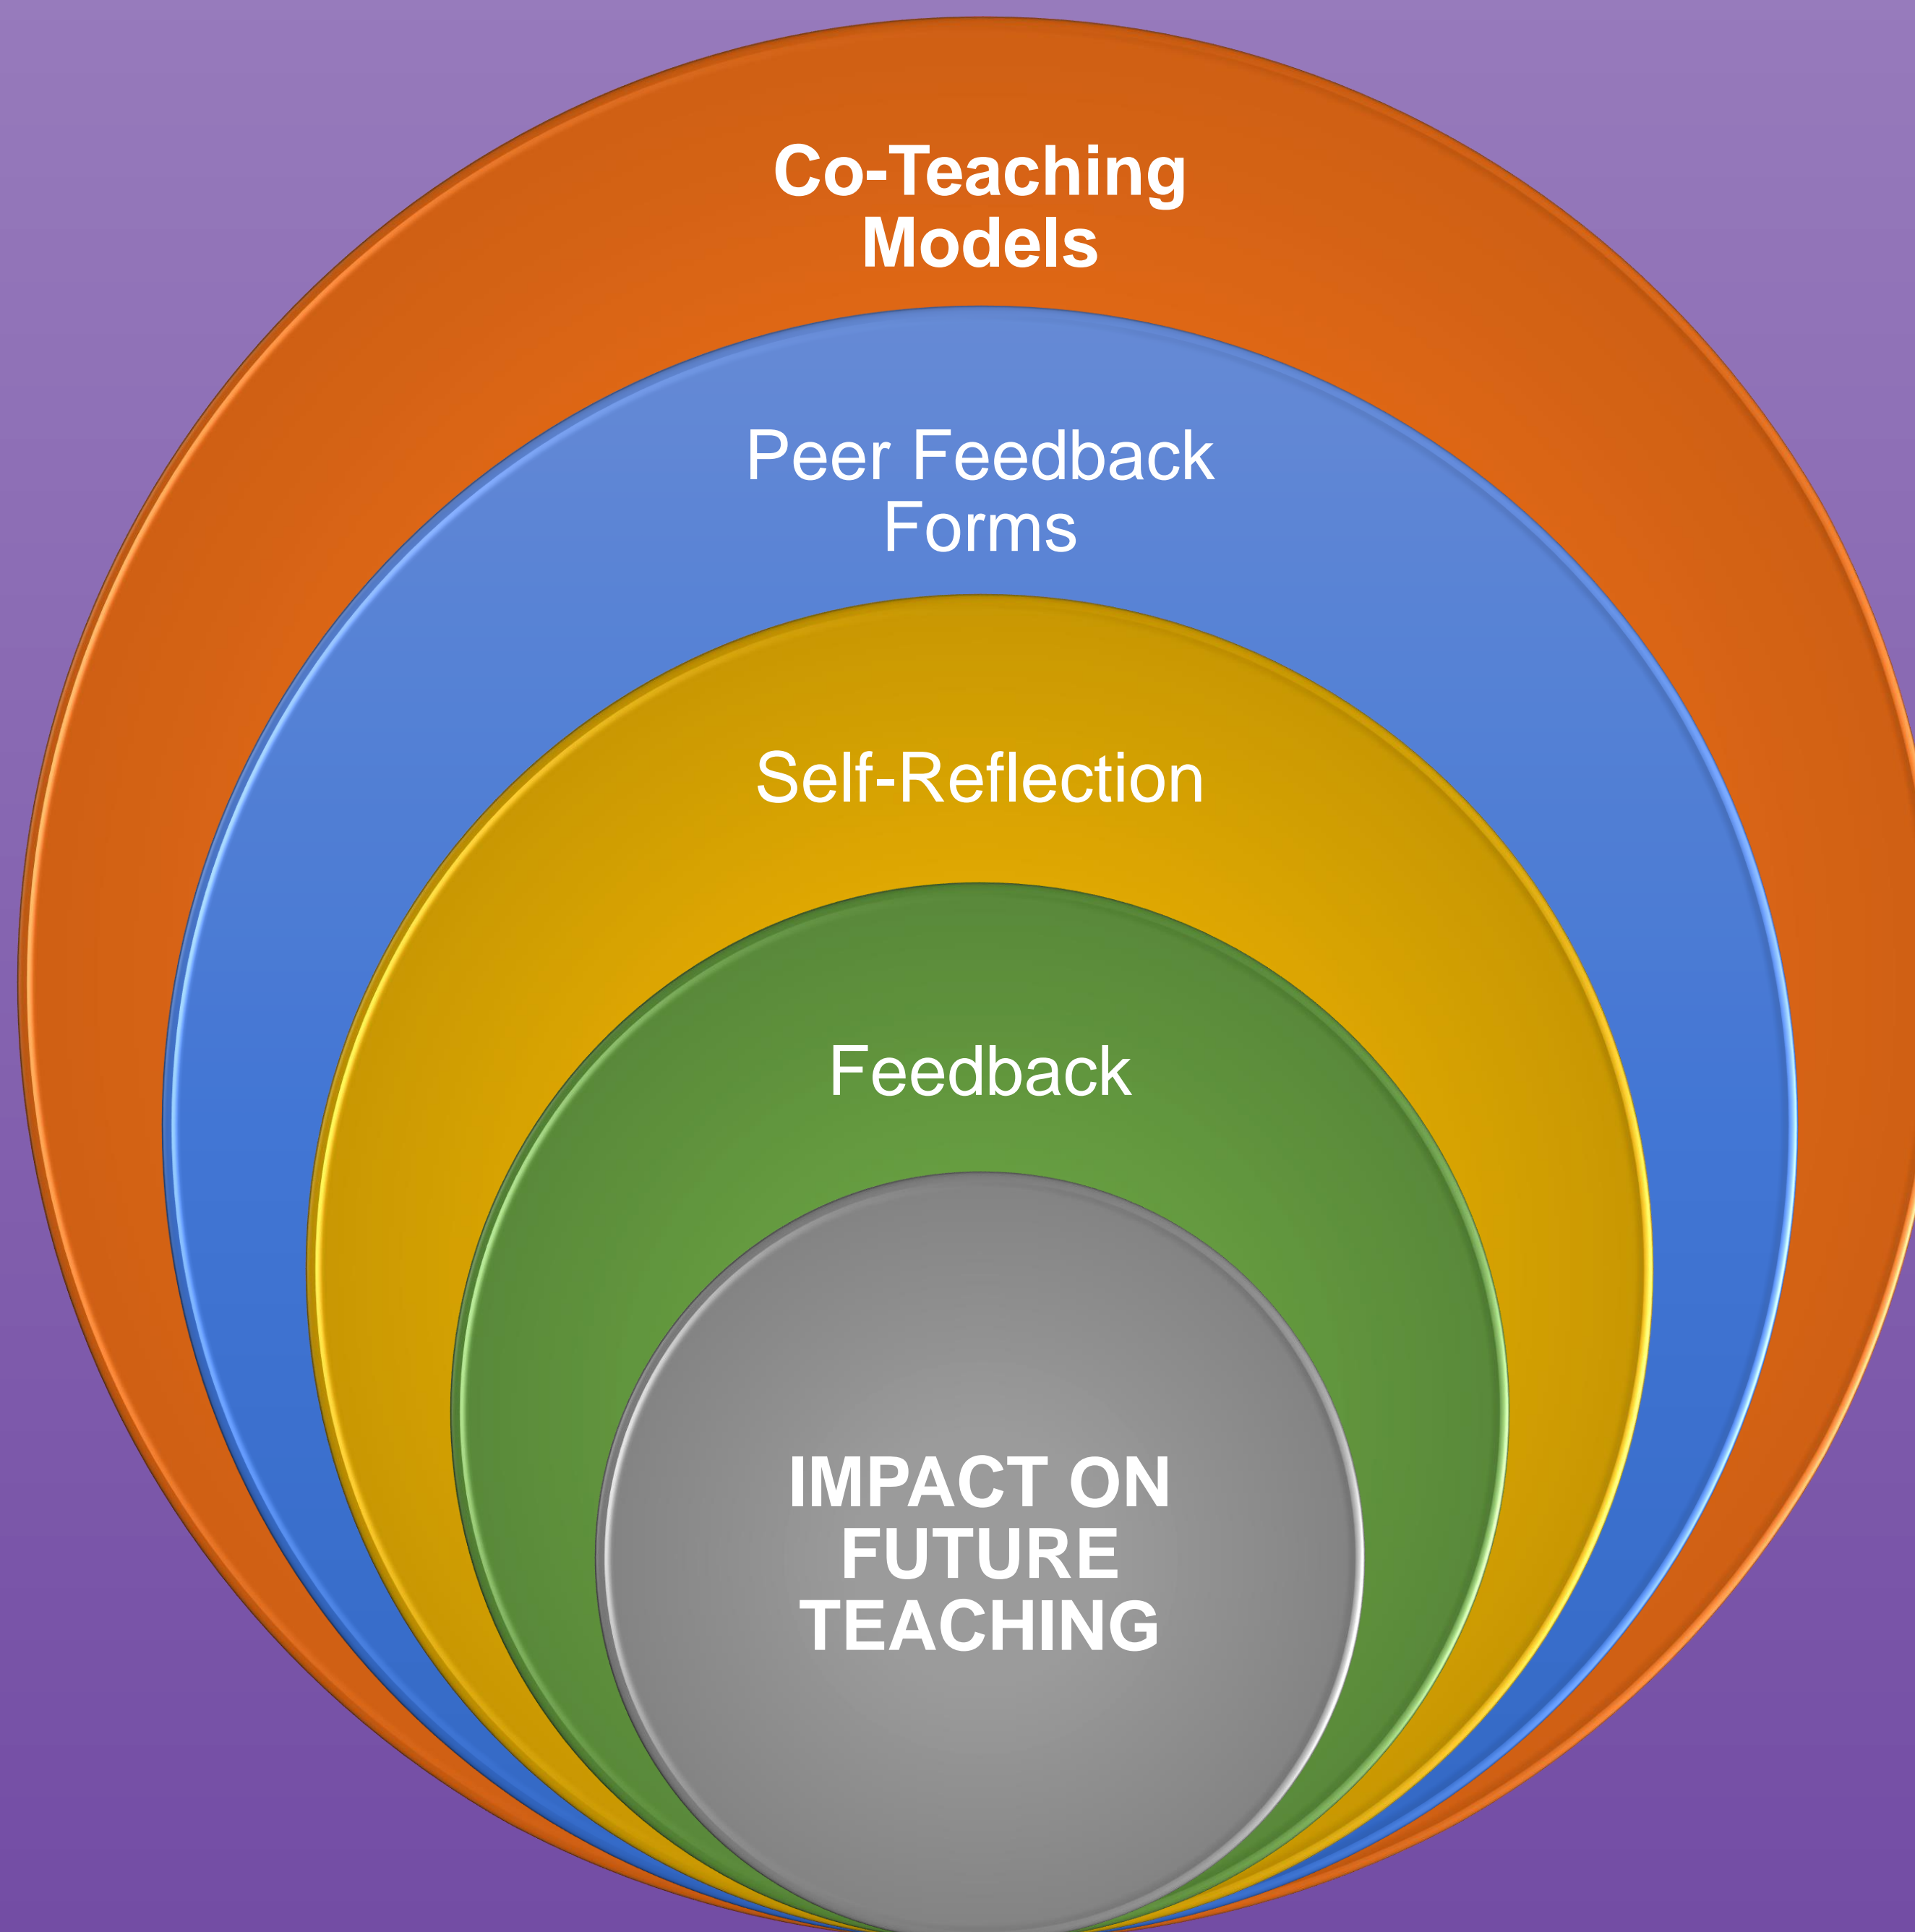 Co-Teaching
Models
Peer Feedback
Forms
Self-Reflection
Feedback
IMPACT ON
FUTURE
TEACHING